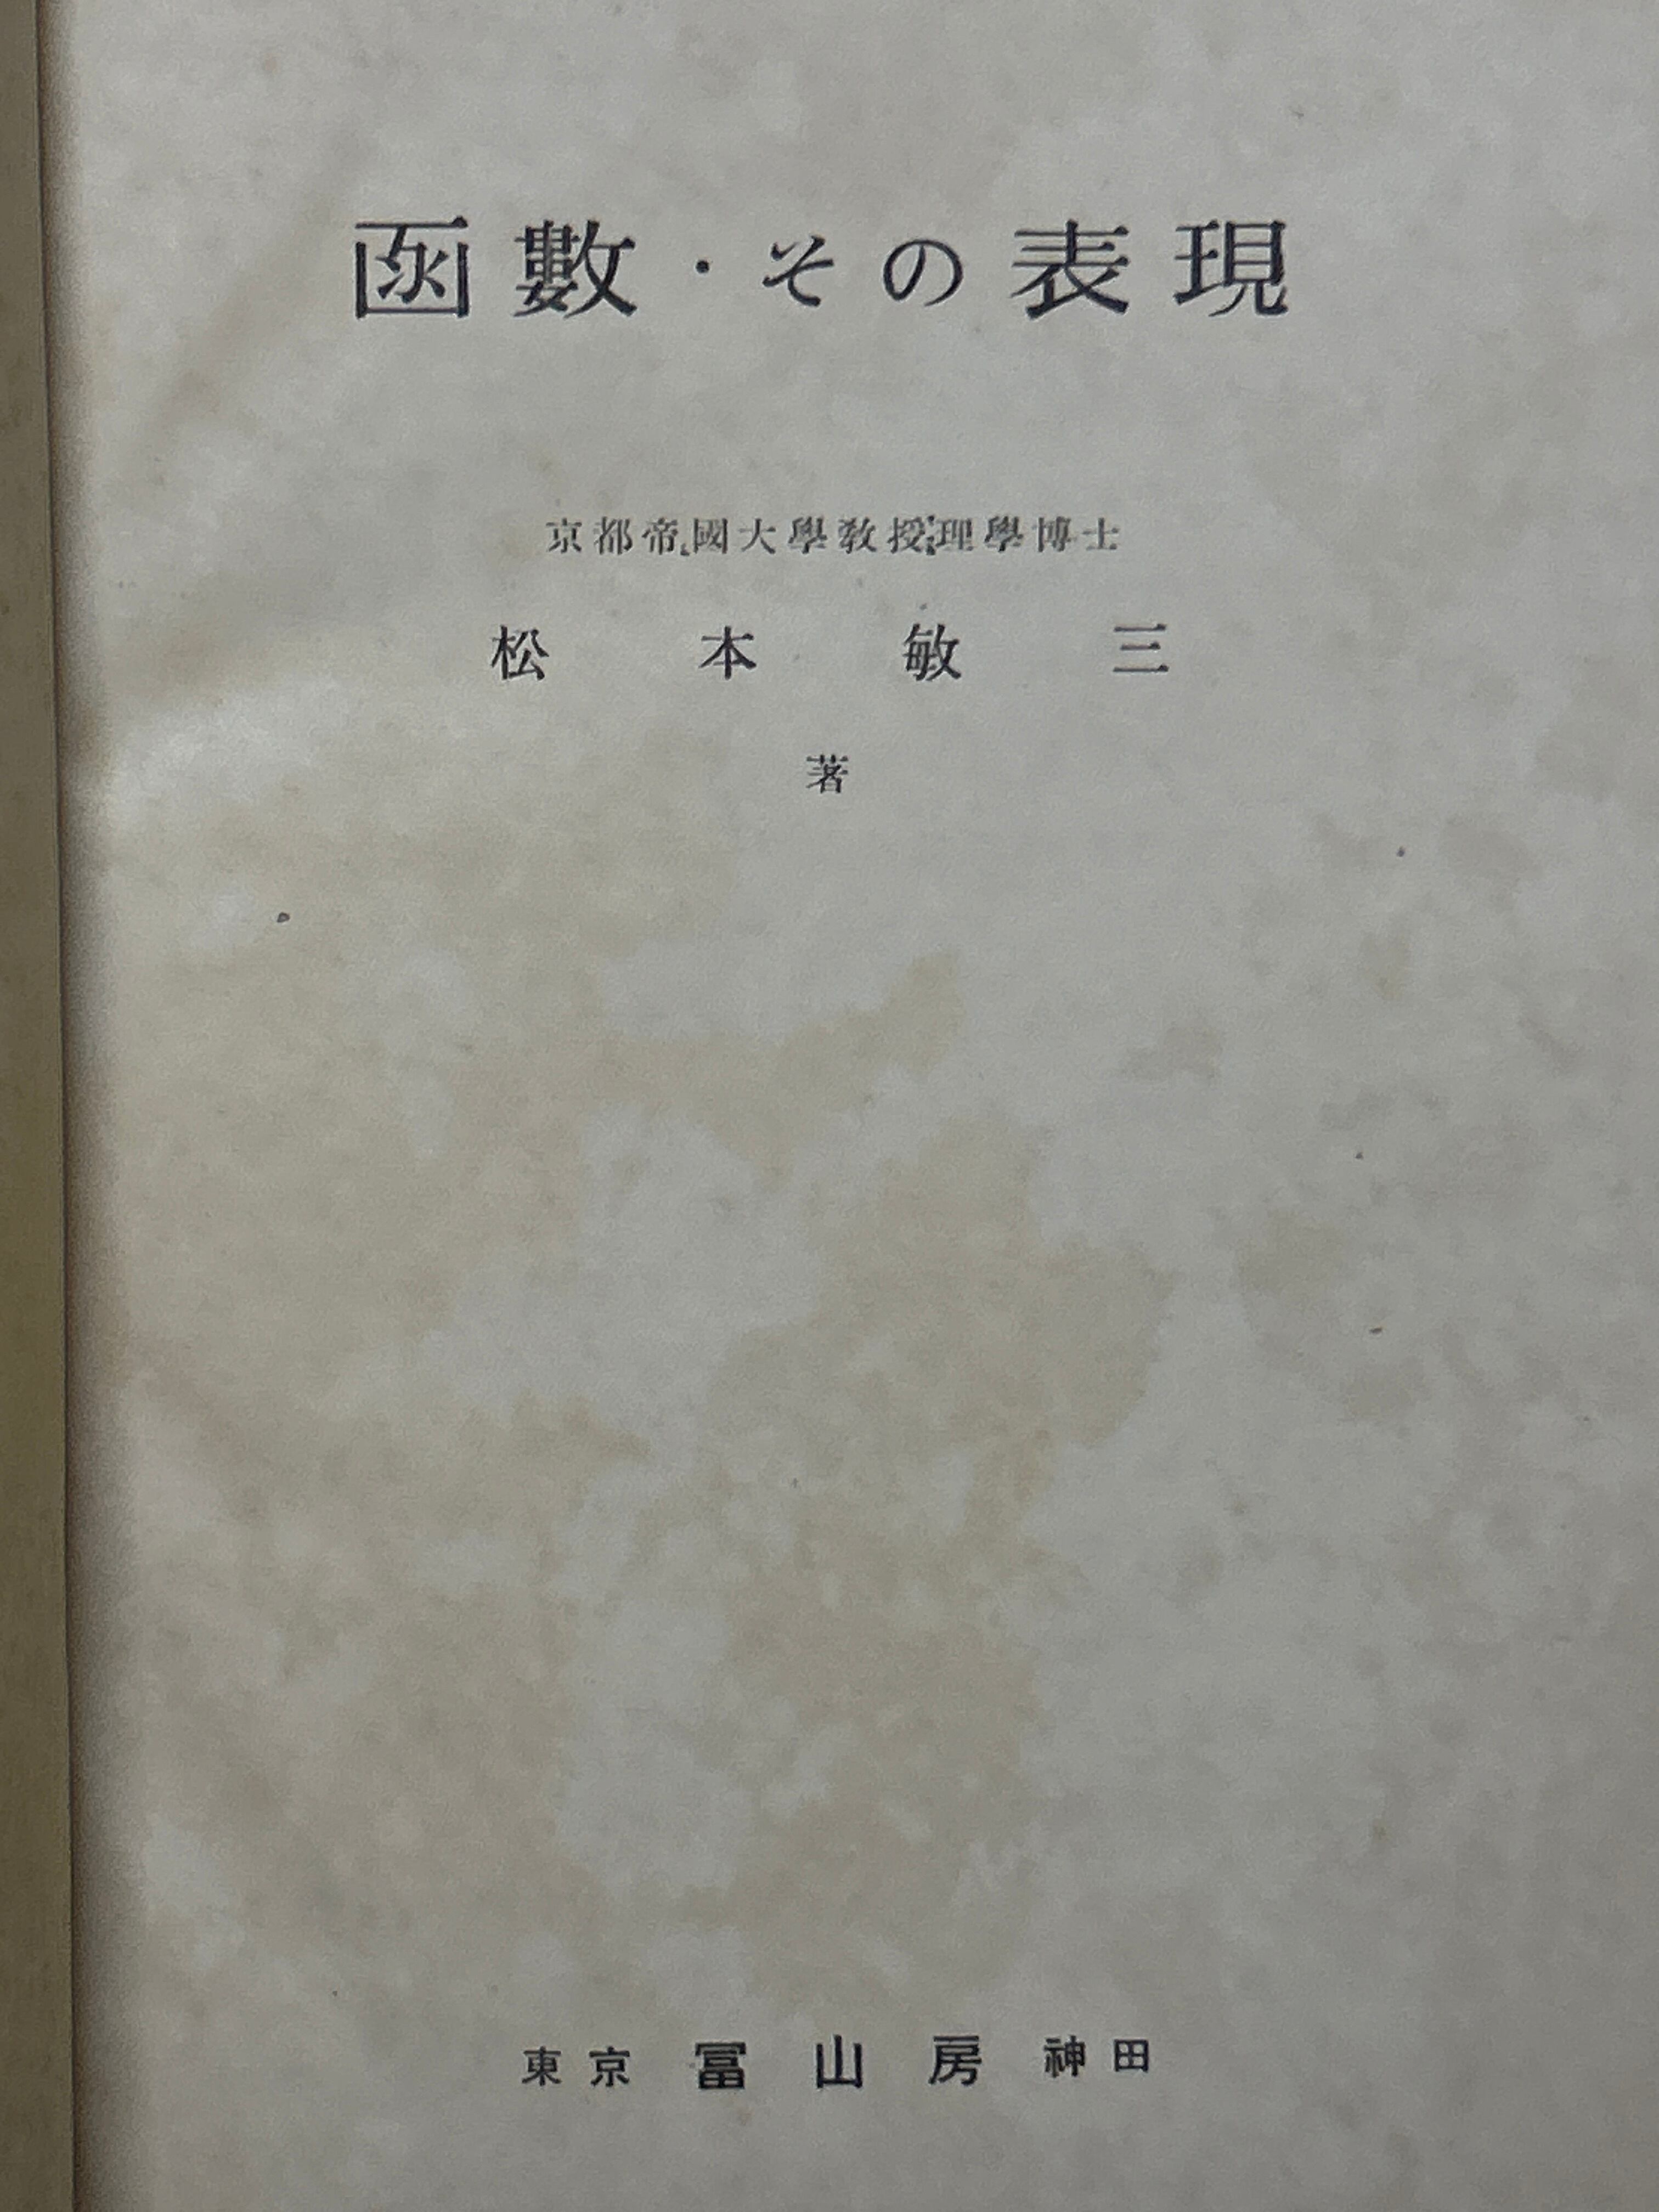 函數・その表現
京都帝國大學教授理學博士
松本敏三
著
東京 冨山房 神田